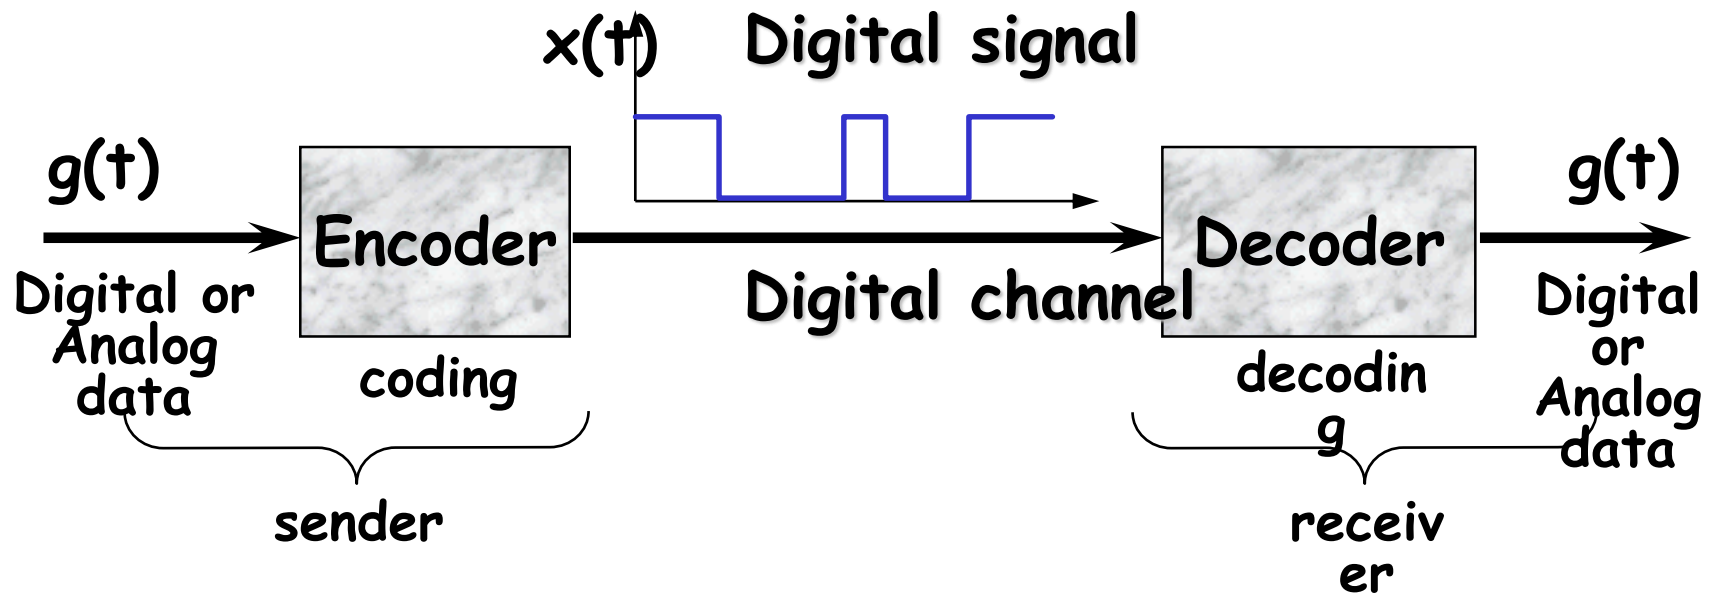 x(t)
Digital signal
g(t)
Encoder
Decoder
g(t)
Digital or
Analog
data
Digital channel
Digital
or
Analog
data
coding
decodin
g
sender
receiv
er